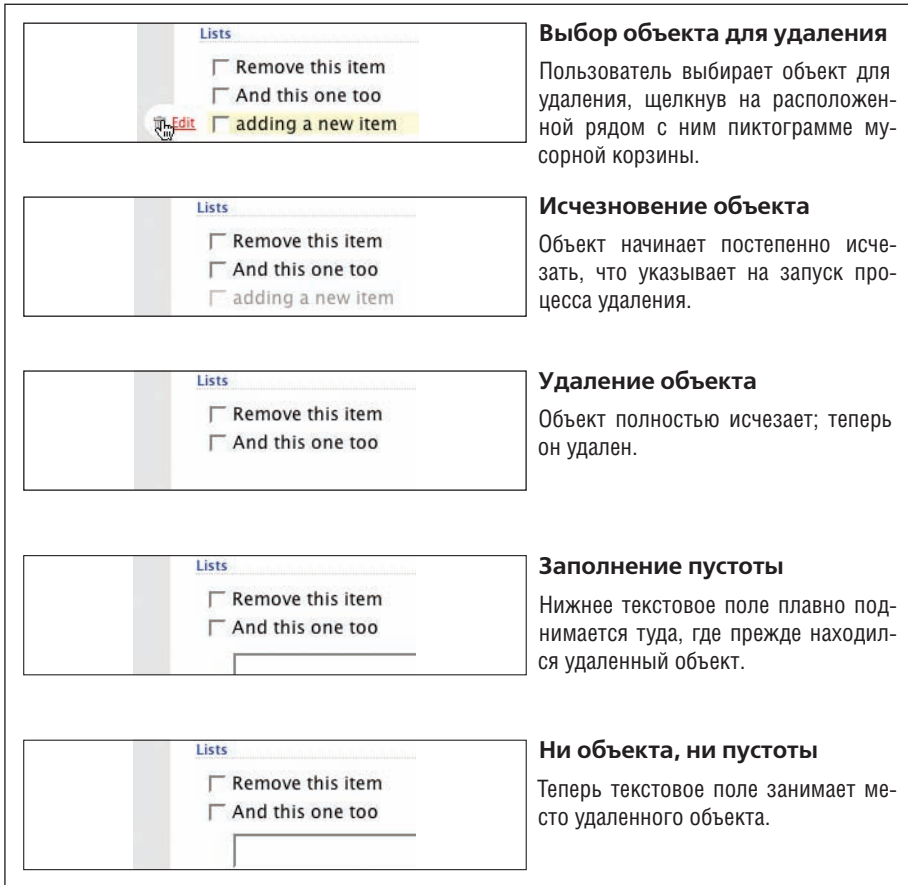 Lists
Remove this item
And this one too
Edit adding a new item
Выбор объекта для удаления
Пользователь выбирает объект для
удаления, щелкнув на расположен-
ной рядом с ним пиктограмме му-
сорной корзины.
Lists
Remove this item
And this one too
adding a new item
Исчезновение объекта
Объект начинает постепенно исче-
зать, что указывает на запуск про-
цесса удаления.
Lists
Remove this item
And this one too
Удаление объекта
Объект полностью исчезает; теперь
он удален.
Lists
Remove this item
And this one too
Заполнение пустоты
Нижнее текстовое поле плавно под-
нимается туда, где прежде находил-
ся удаленный объект.
Lists
Remove this item
And this one too
Ни объекта, ни пустоты
Теперь текстовое поле занимает ме-
сто удаленного объекта.